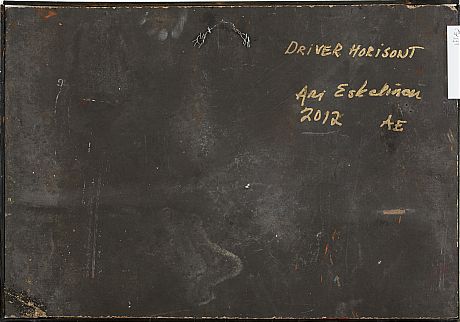 DRIVER HORISONT
Ari Eskelinen
2012 AE